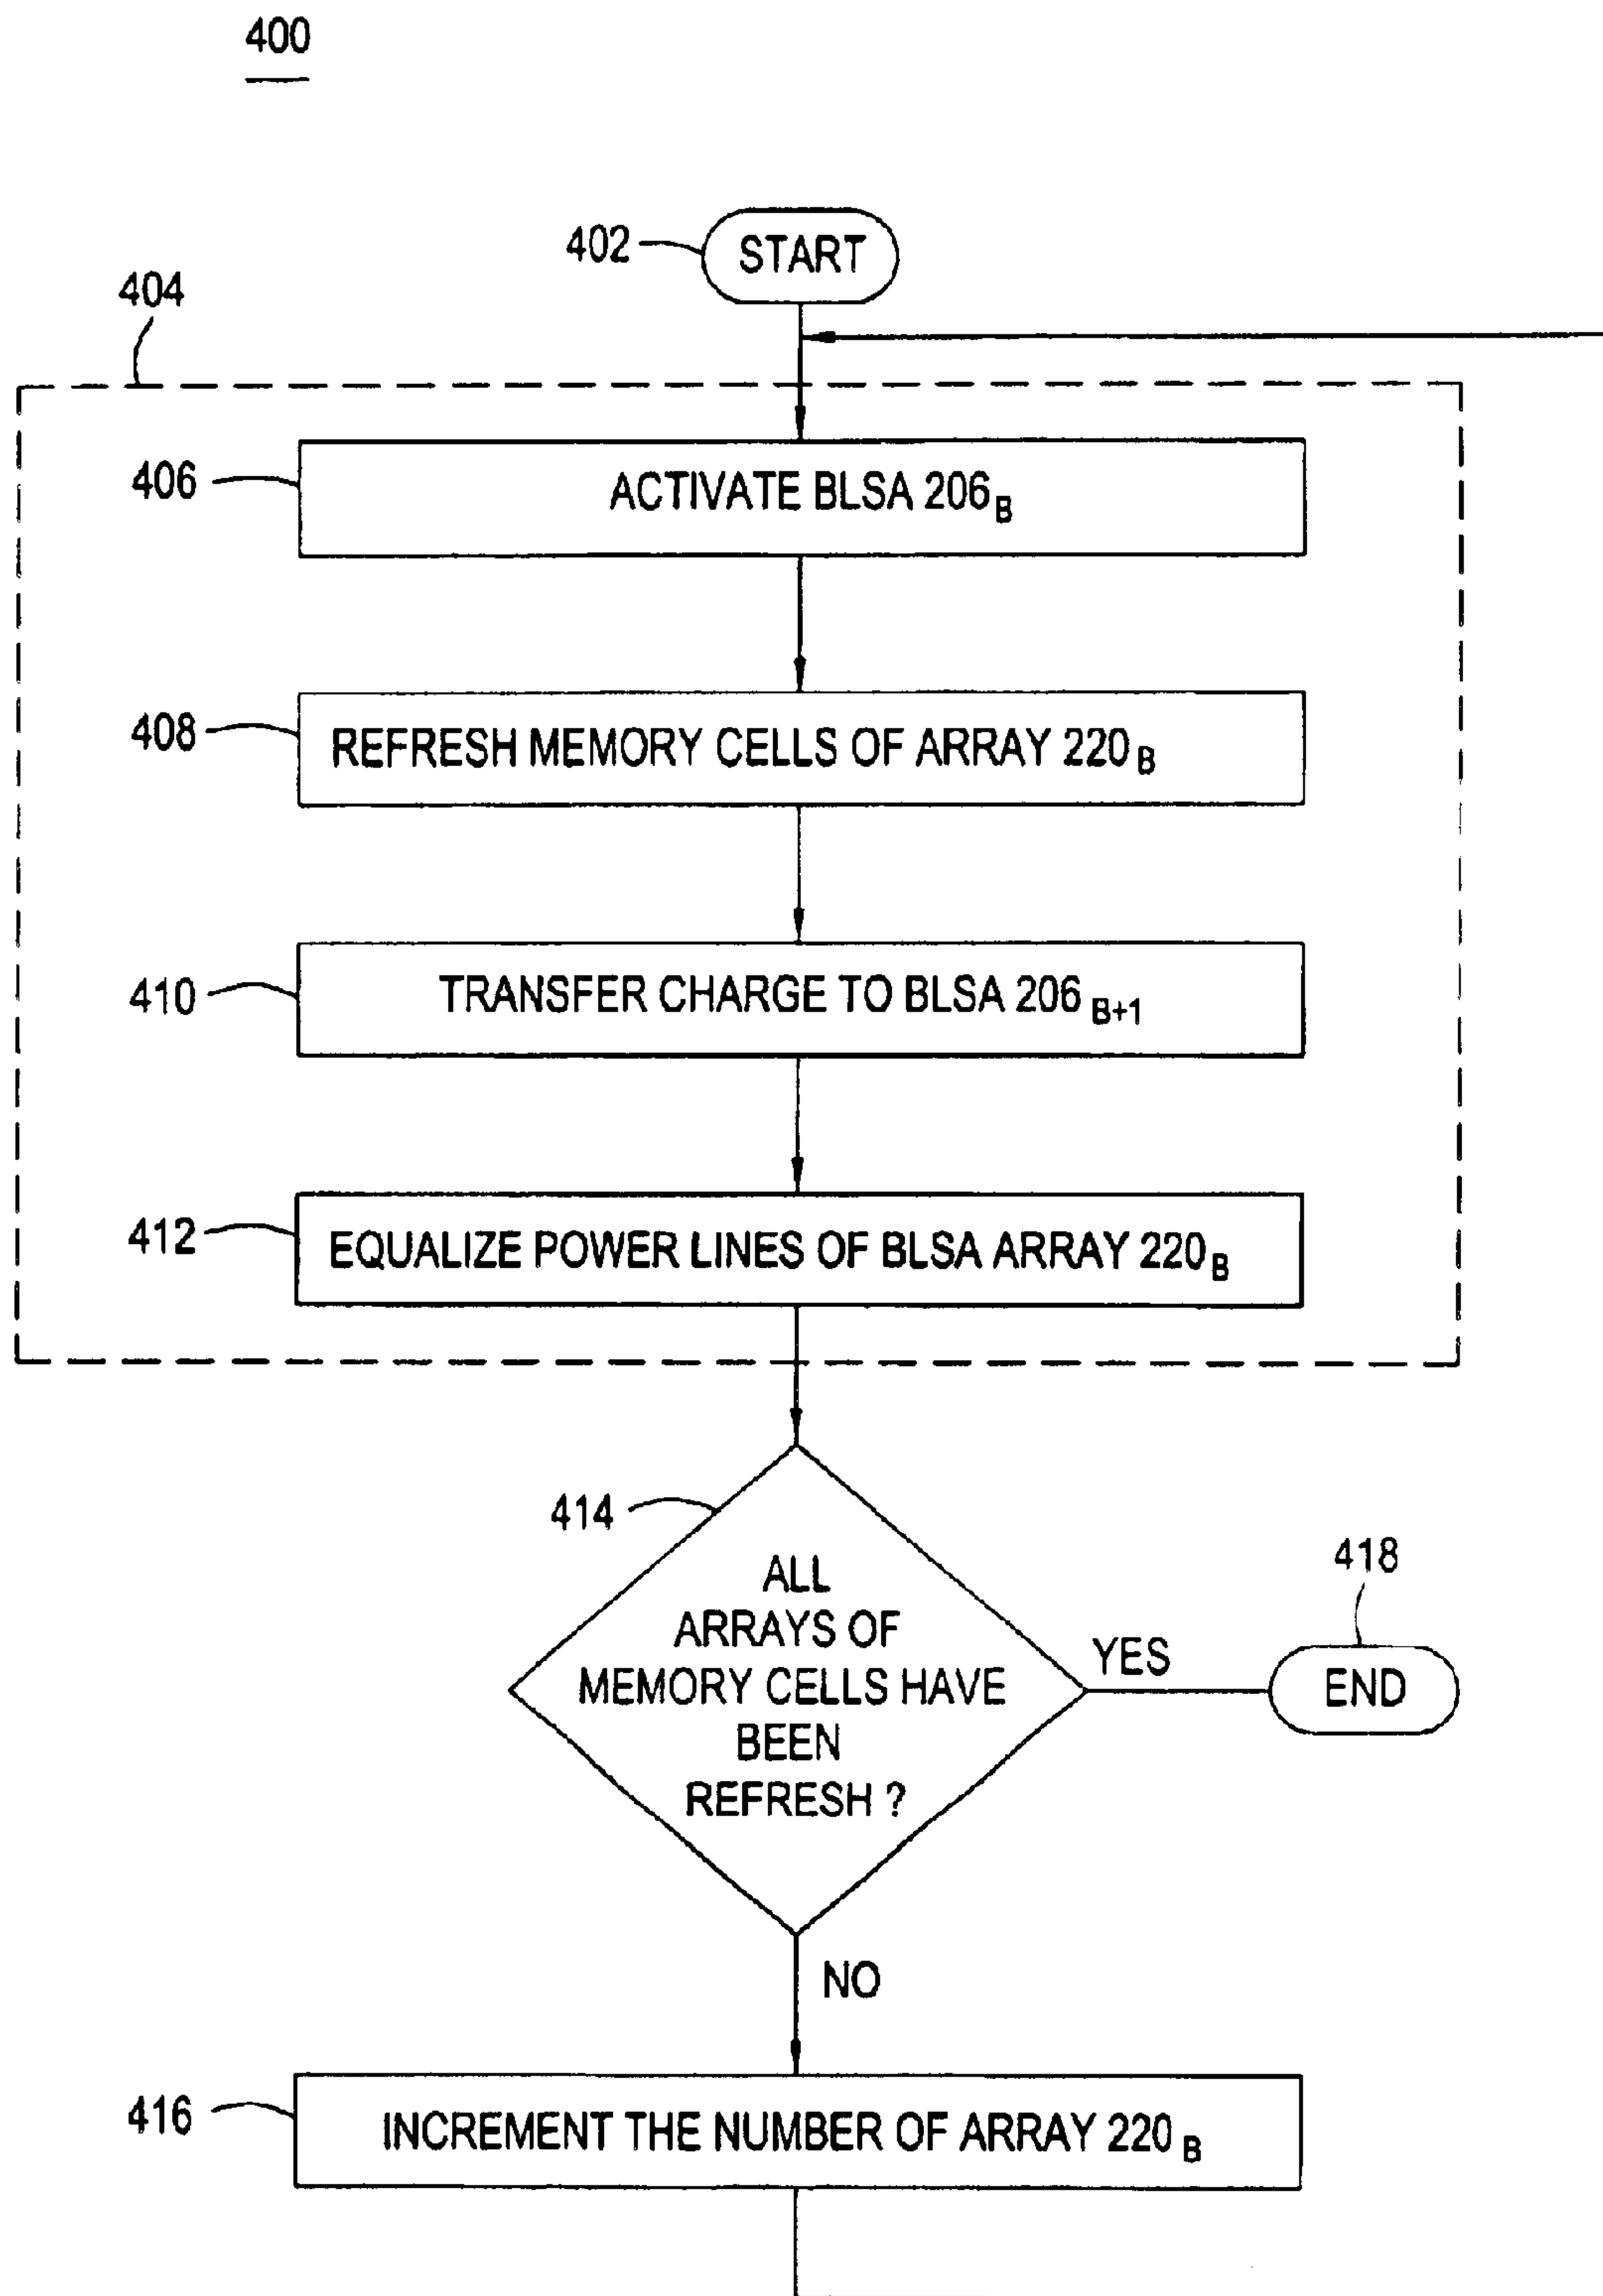 400
402
START
404
406
ACTIVATE BLSA 206B
408
REFRESH MEMORY CELLS OF ARRAY 220B
410
TRANSFER CHARGE TO BLSA 206B+1
412
EQUALIZE POWER LINES OF BLSA ARRAY 220B
414
ALL
ARRAYS OF
MEMORY CELLS HAVE
BEEN
REFRESH ?
YES
418
END
NO
416
INCREMENT THE NUMBER OF ARRAY 220B